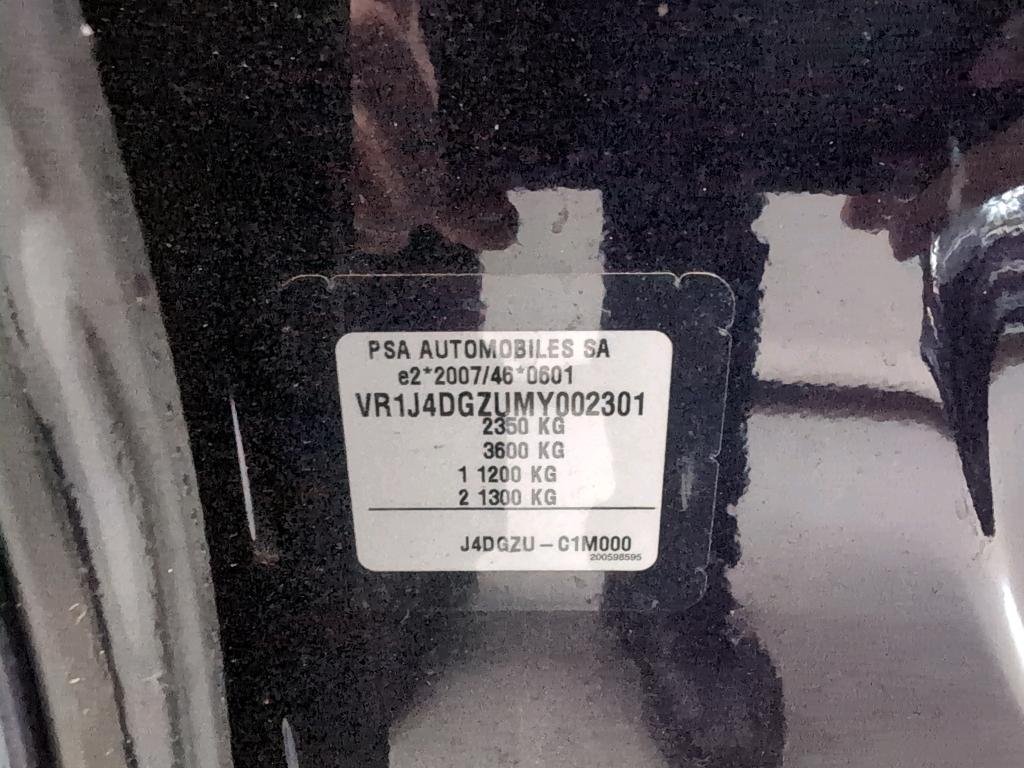 PSA AUTOMOBILES SA
e2*2007/46*0601
VR1J4DGZUMY002301
2350 KG
3600 KG
1 1200 KG
2 1300 KG
J4DGZU - C1M000
200598595